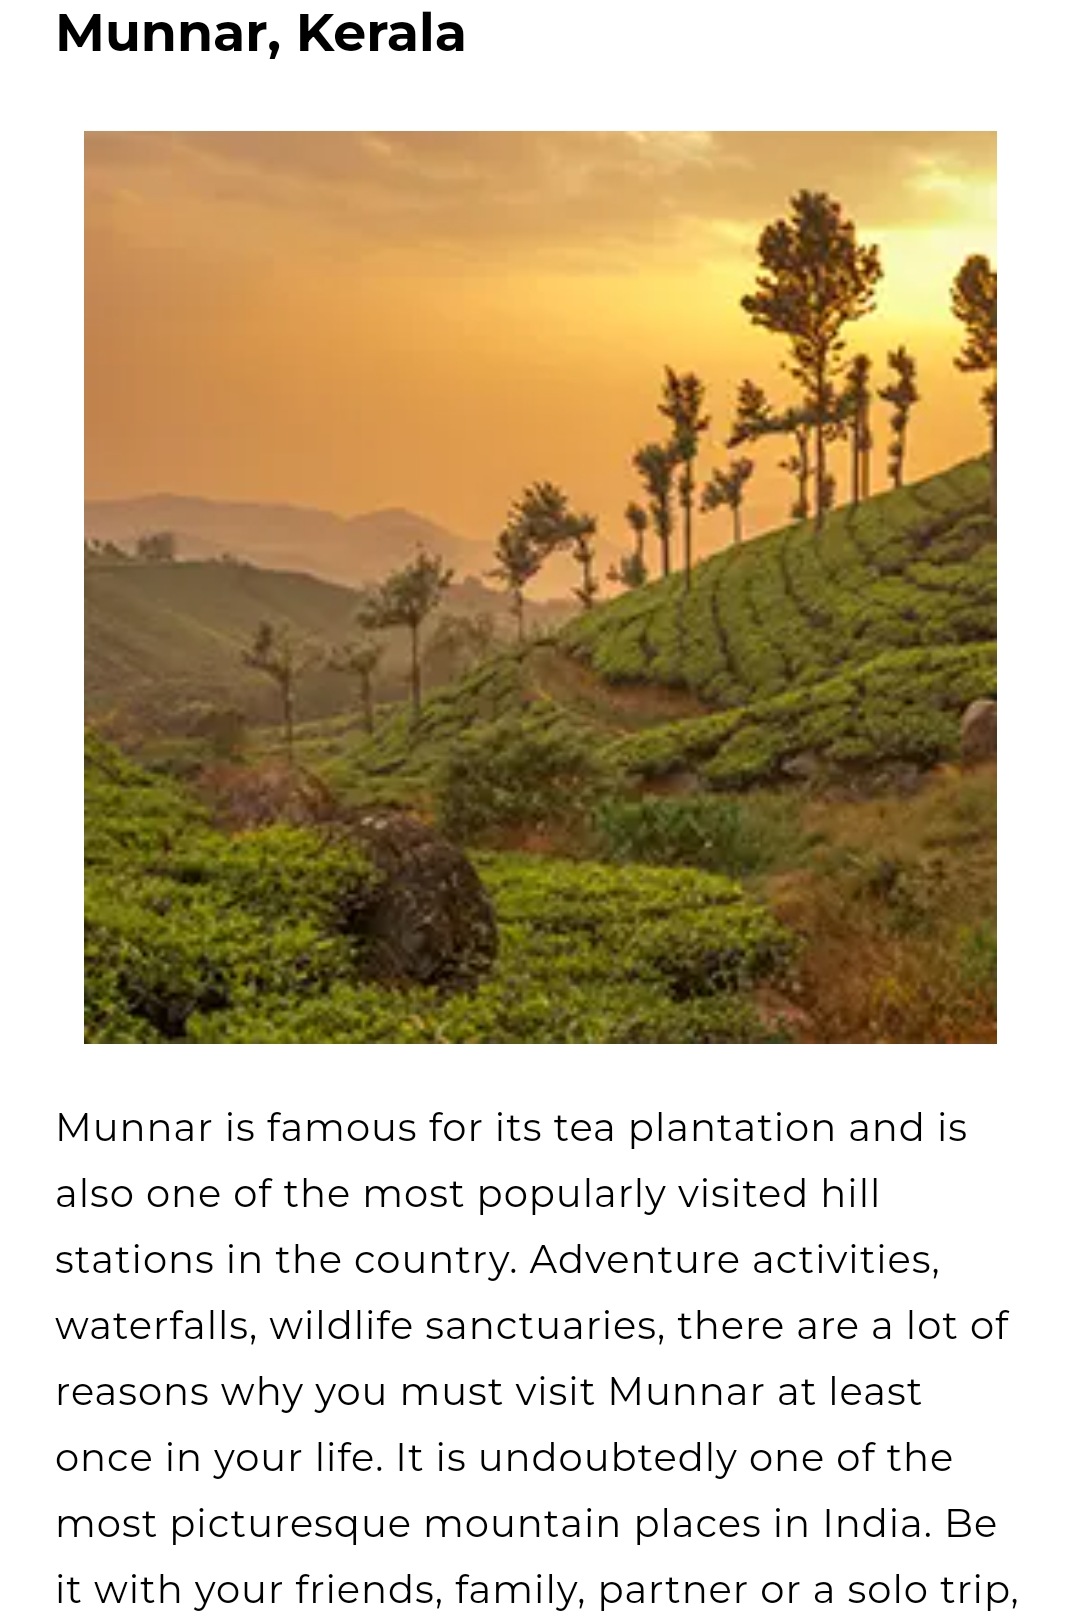 Munnar, Kerala
Munnar is famous for its tea plantation and is
also one of the most popularly visited hill
stations in the country. Adventure activities,
waterfalls, wildlife sanctuaries, there are a lot of
reasons why you must visit Munnar at least
once in your life. It is undoubtedly one of the
most picturesque mountain places in India. Be
it with your friends, family, partner or a solo trip,